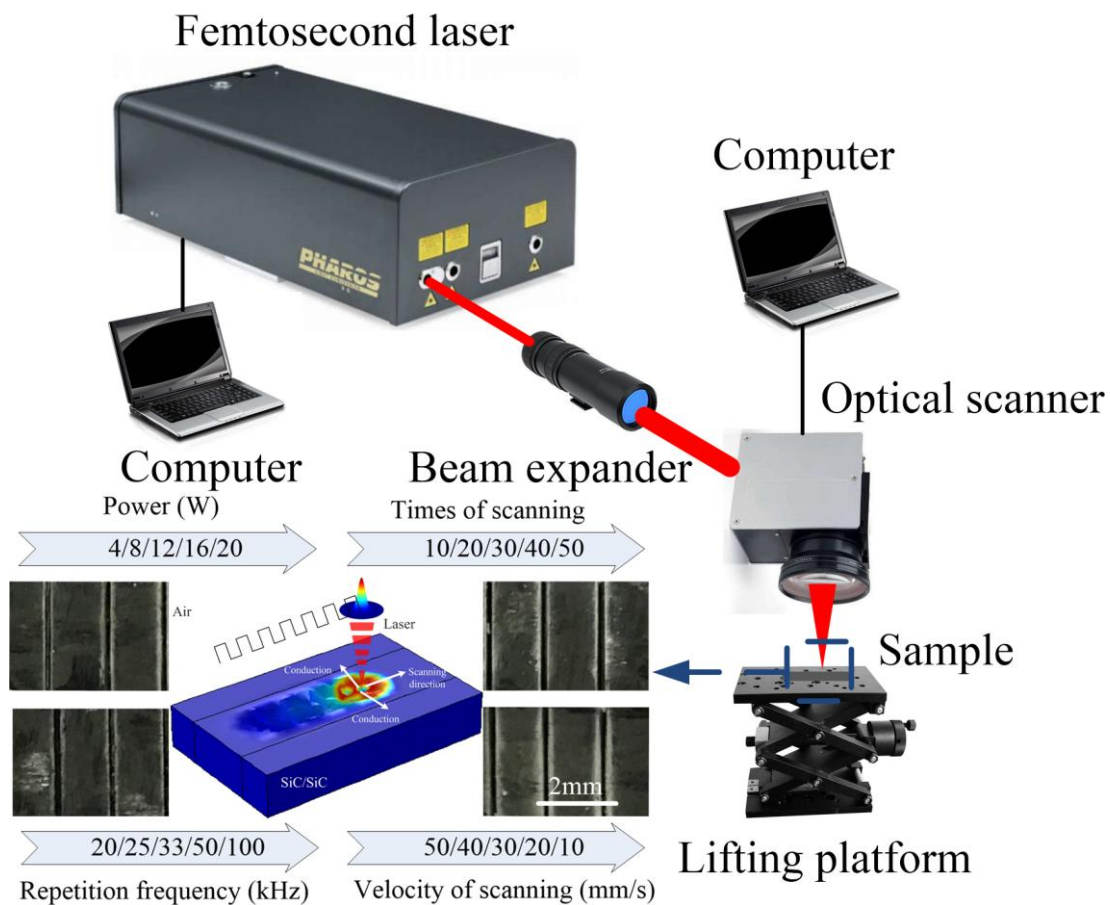 Femtosecond laser
Computer
PHAROS
Optical scanner
Computer
Beam expander
Power (W)
Times of scanning
4/8/12/16/20
10/20/30/40/50
Air
Laser
Conduction
Scanning
direction
Conduction
SiC/SiC
Sample
2mm
20/25/33/50/100
50/40/30/20/10
Lifting platform
Repetition frequency (kHz)
Velocity of scanning (mm/s)